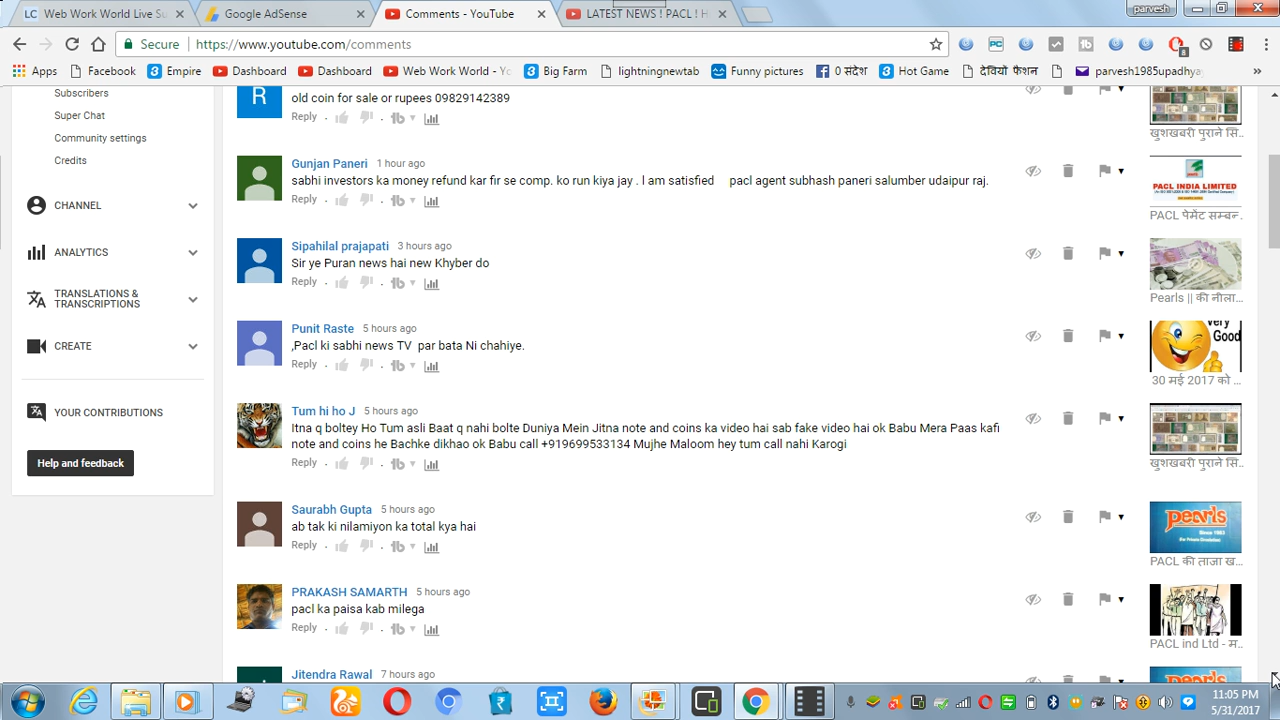 Web Work World Live Su
Google AdSense
Comments - YouTube
LATEST NEWS ! PACL ! H
parvesh
Secure
https://www.youtube.com/comments
8
Apps
Facebook
Empire
Dashboard
Dashboard
Web Work World - Yo
Big Farm
lightningnewtab
Funny pictures
0 संदेश
Hot Game
देवियों फैशन
parvesh1985upadhyay
»
Subscribers
Super Chat
Community settings
Credits
CHANNEL
ANALYTICS
TRANSLATIONS &
TRANSCRIPTIONS
CREATE
YOUR CONTRIBUTIONS
Help and feedback
R
old coin for sale or rupees 09829142389
Reply
खुशखबरी पुराने सि..
Gunjan Paneri 1 hour ago
sabhi investors ka money refund kar fir se comp. ko run kiya jay . I am satisfied pacl agent subhash paneri salumbar udaipur raj.
Reply
PACL INDIA LIMITED
PACL पेमेंट सम्बन्..
Sipahilal prajapati 3 hours ago
Sir ye Puran news hai new Khyber do
Reply
Pearls || की नीला...
Punit Raste 5 hours ago
,Pacl ki sabhi news TV par bata Ni chahiye.
Reply
Very
Good
30 मई 2017 को ...
Tum hi ho J 5 hours ago
Itna q boltey Ho Tum asli Baat q nahi bolte Duniya Mein Jitna note and coins ka video hai sab fake video hai ok Babu Mera Paas kafi
note and coins he Bachke dikhao ok Babu call +919699533134 Mujhe Maloom hey tum call nahi Karogi
Reply
खुशखबरी पुराने सि..
Saurabh Gupta 5 hours ago
ab tak ki nilamiyon ka total kya hai
Reply
pearls
Since 1983
PACL की ताजा ख...
PRAKASH SAMARTH 5 hours ago
pacl ka paisa kab milega
Reply
PACL ind Ltd - म...
Jitendra Rawal 7 hours ago
11:05 PM
5/31/2017